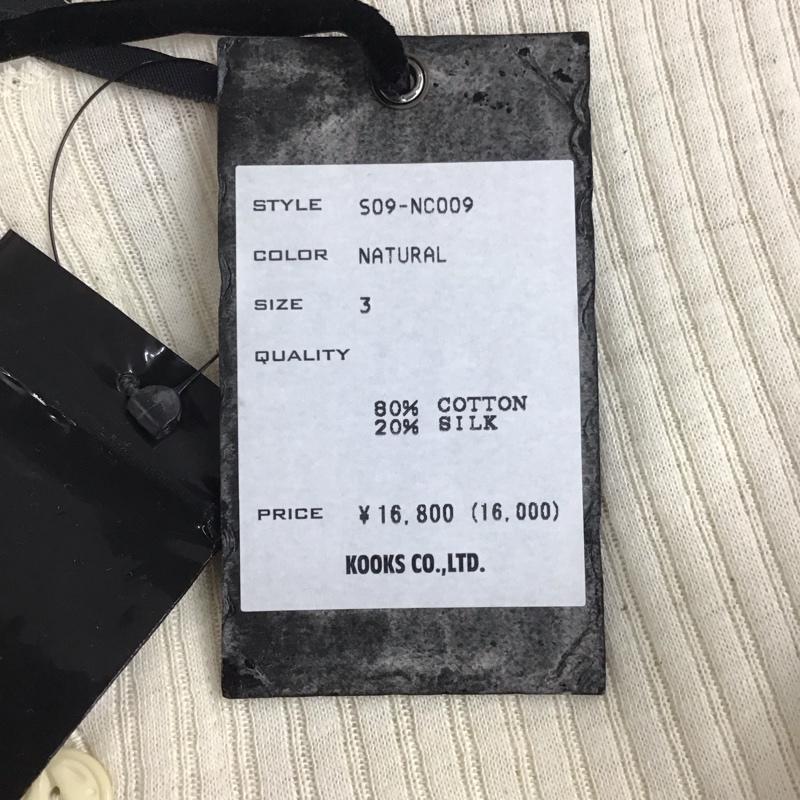 STYLE S09-NC009
COLOR NATURAL
SIZE 3
QUALITY
80% COTTON
20% SILK
PRICE ¥16,800 (16,000)
KOOKS CO.,LTD.